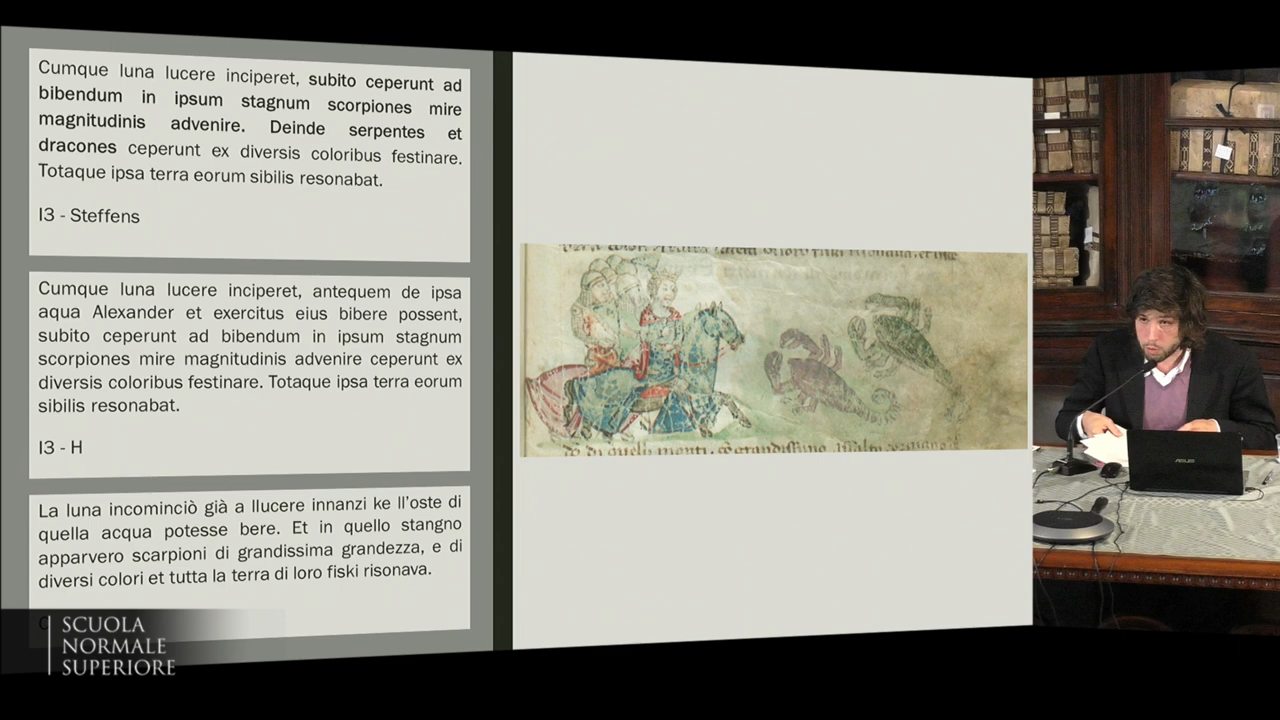 Cumque luna lucere inciperet, subito ceperunt ad
bibendum in ipsum stagnum scorpiones mire
magnitudinis advenire. Deinde serpentes et
dracones ceperunt ex diversis coloribus festinare.
Totaque ipsa terra eorum sibilis resonabat.
I3 - Steffens
Cumque luna lucere inciperet, antequem de ipsa
aqua Alexander et exercitus eius bibere possent,
subito ceperunt ad bibendum in ipsum stagnum
scorpiones mire magnitudinis advenire ceperunt ex
diversis coloribus festinare. Totaque ipsa terra eorum
sibilis resonabat.
I3 - H
La luna incominciò già a llucere innanzi ke ll'oste di
quella acqua potesse bere. Et in quello stangno
apparvero scarpioni di grandissima grandezza, e di
diversi colori et tutta la terra di loro fiski risonava.
SCUOLA
NORMALE
SUPERIORE
di quelli monti
ASUS